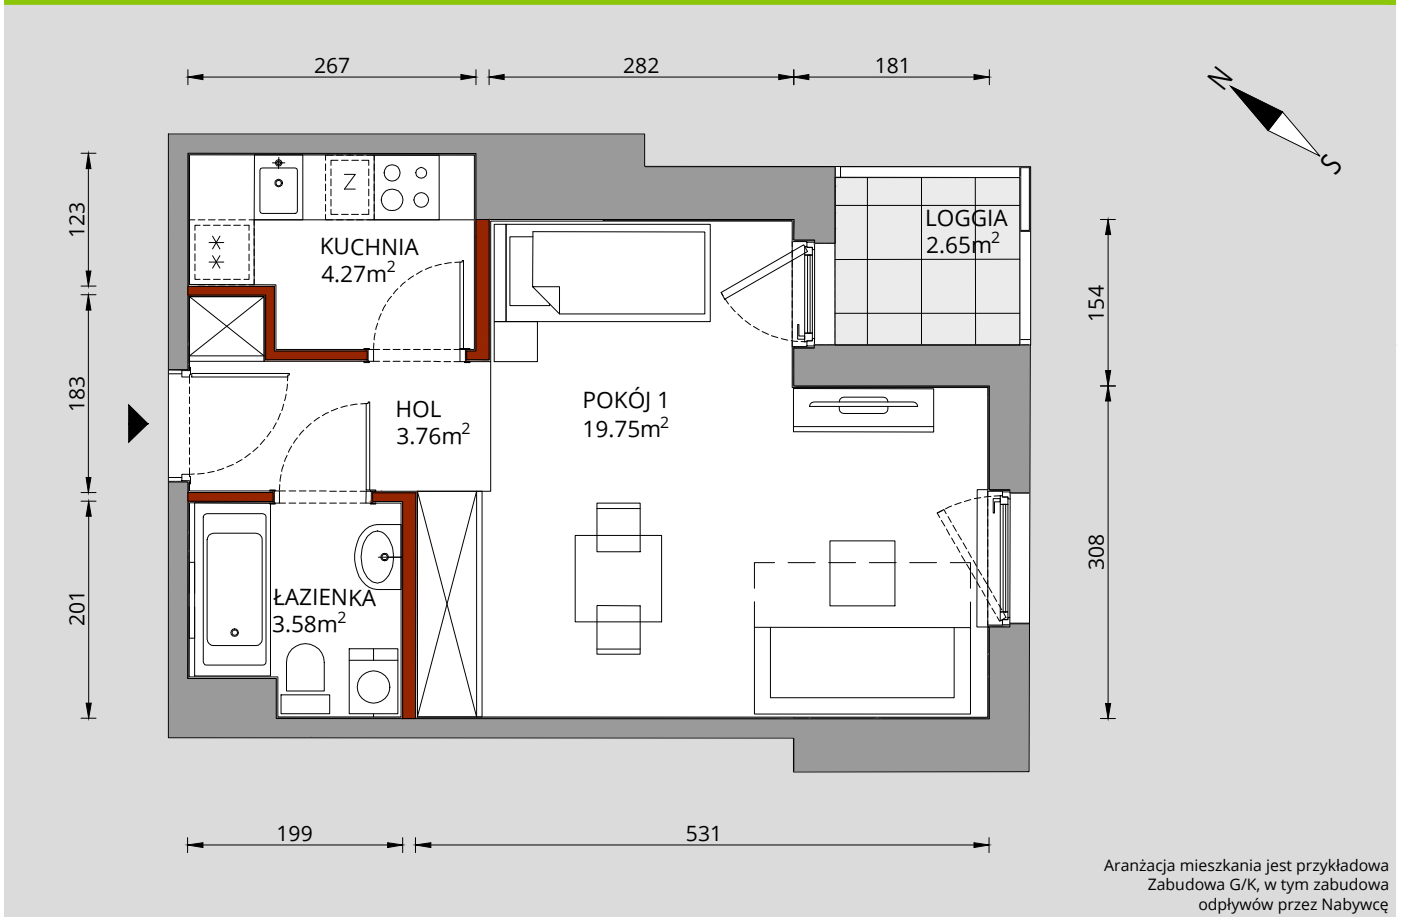 267
282
181
N
S
123
183
201
KUCHNIA
4.27m²
Z
LOGGIA
2.65m²
154
308
HOL
3.76m²
POKÓJ 1
19.75m²
ŁAZIENKA
3.58m²
199
531
Aranżacja mieszkania jest przykładowa
Zabudowa G/K, w tym zabudowa
odpływów przez Nabywcę